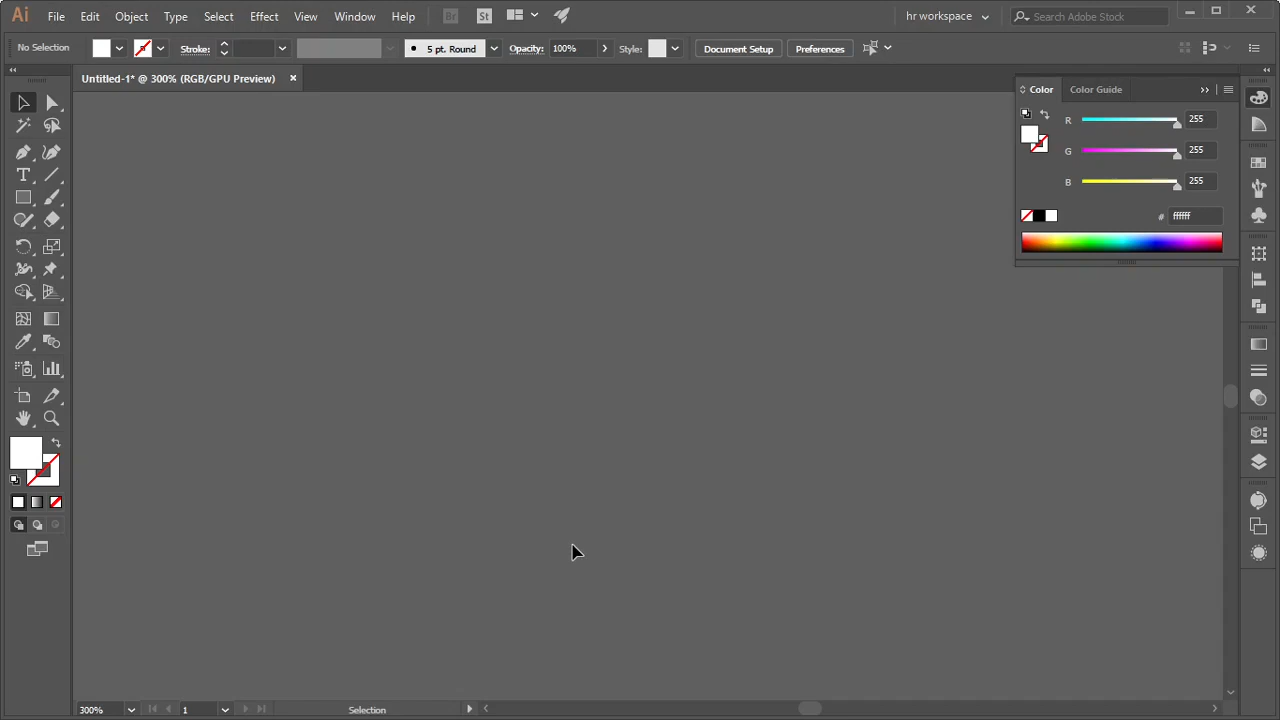 Ai File Edit Object Type Select Effect View Window Help Br St hr workspace Search Adobe Stock
No Selection Stroke: 5 pt. Round Opacity: 100% Style: Document Setup Preferences
Untitled-1* @ 300% (RGB/GPU Preview)
Color Color Guide
R 255
G 255
B 255
# ffffff
300% 1 Selection